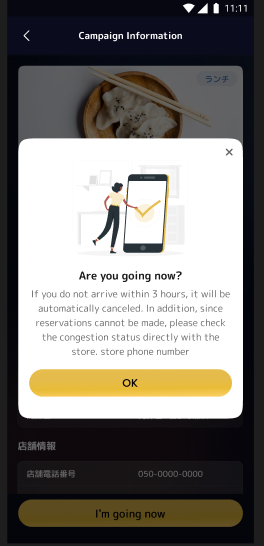 11:11
Campaign Information
ランチ
Are you going now?
If you do not arrive within 3 hours, it will be
automatically canceled. In addition, since
reservations cannot be made, please check
the congestion status directly with the
store. store phone number
OK
店舗情報
店舗電話番号 050-0000-0000
I'm going now